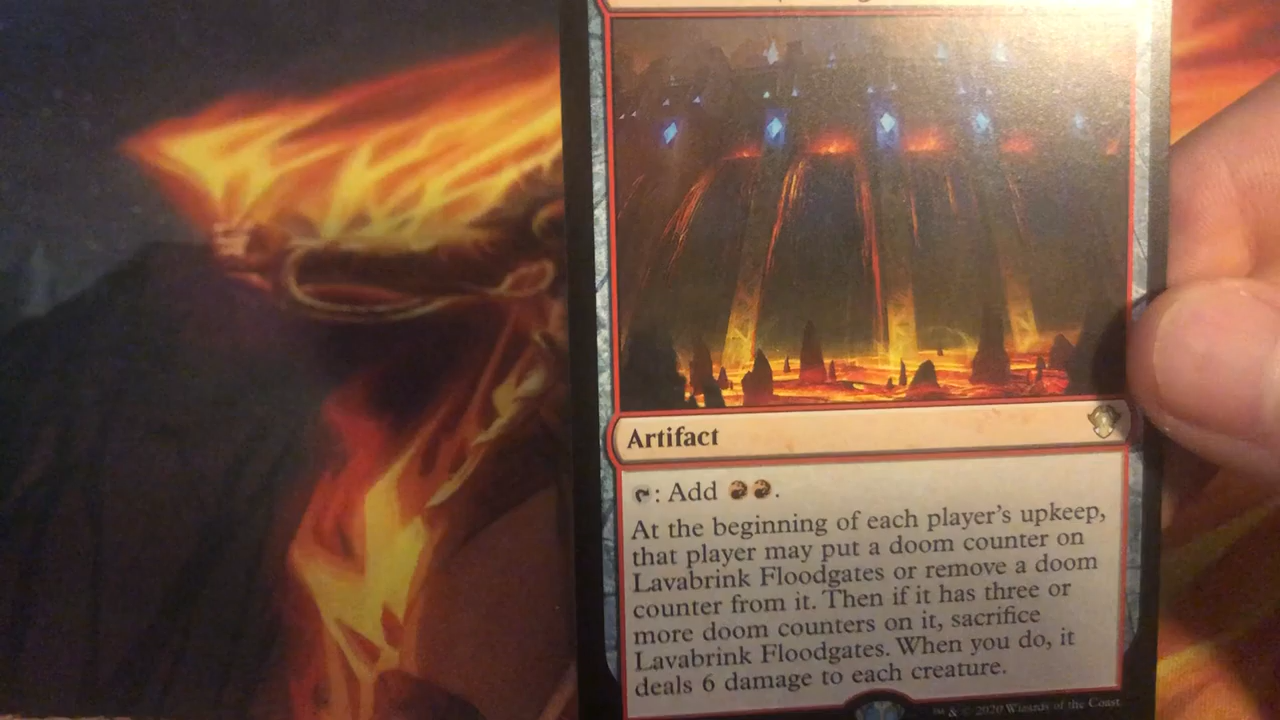 Artifact
: Add .
At the beginning of each player's upkeep,
that player may put a doom counter on
Lavabrink Floodgates or remove a doom
counter from it. Then if it has three or
more doom counters on it, sacrifice
Lavabrink Floodgates. When you do, it
deals 6 damage to each creature.
™ & © 2020 Wizards of the Coast